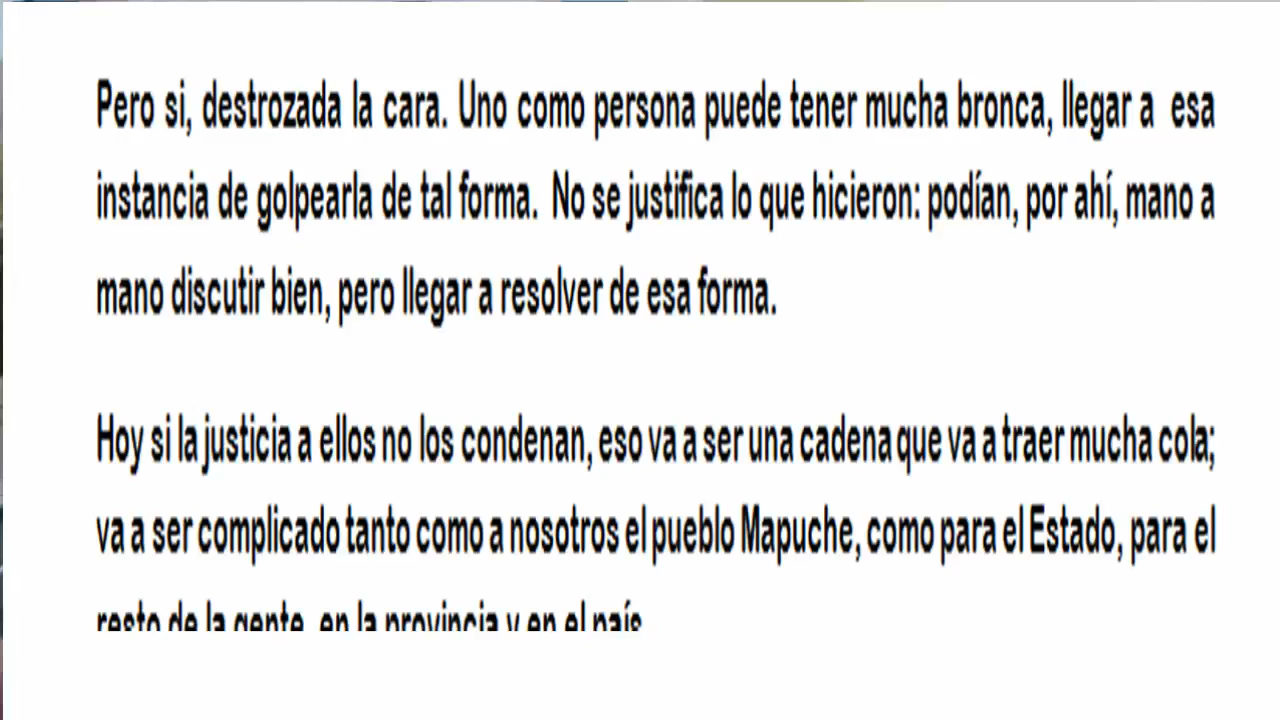 Pero si, destrozada la cara. Uno como persona puede tener mucha bronca, llegar a esa
instancia de golpearla de tal forma. No se justifica lo que hicieron: podían, por ahí, mano a
mano discutir bien, pero llegar a resolver de esa forma.
Hoy si la justicia a ellos no los condenan, eso va a ser una cadena que va a traer mucha cola;
va a ser complicado tanto como a nosotros el pueblo Mapuche, como para el Estado, para el
resto de la gente, en la provincia y en el país